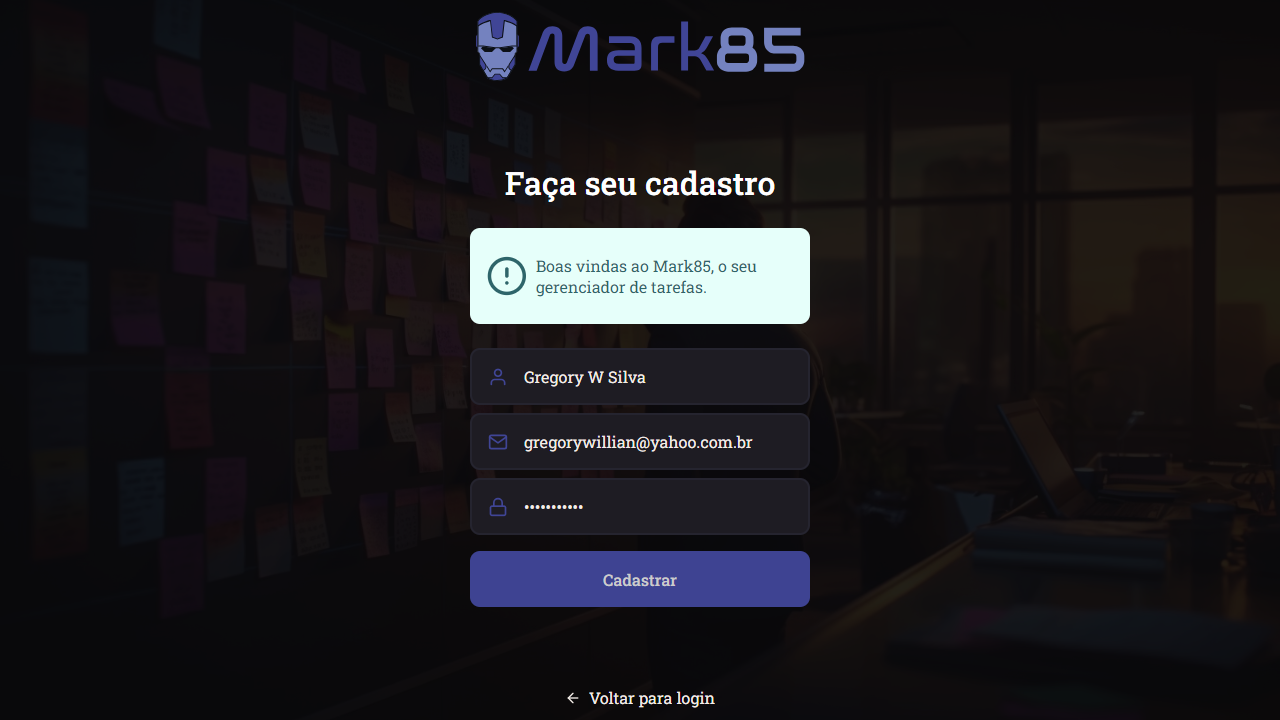 Mark85
Faça seu cadastro
Boas vindas ao Mark85, o seu
gerenciador de tarefas.
Gregory W Silva
gregorywillian@yahoo.com.br
•••••••••••
Cadastrar
Voltar para login